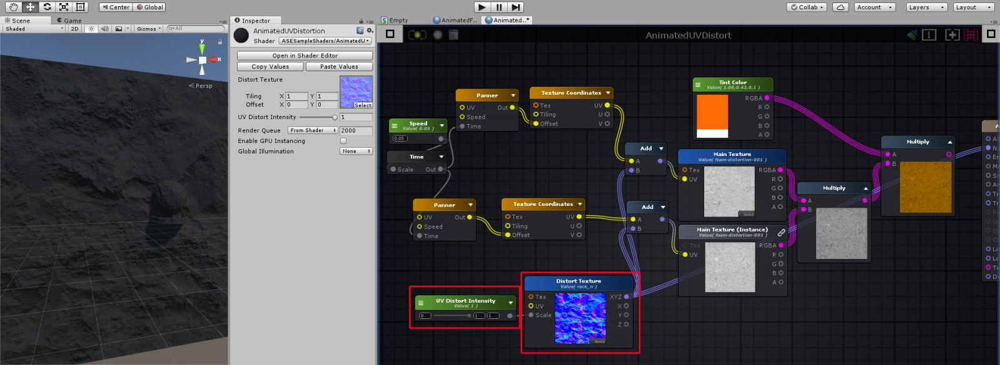 Center
Global
Collab
Account
Layers
Layout
Scene
Game
Inspector
Empty
AnimatedF..
Animated..*
Shaded
2D
Gizmos
All
AnimatedUVDistortion
Shader
ASESampleShaders/AnimatedU
AnimatedUVDistort
y
x
Persp
Open in Shader Editor
Copy Values
Paste Values
Distort Texture
Tiling X 1 Y 1
Offset X 0 Y 0
Select
UV Distort Intensity 1
Render Queue From Shader 2000
Enable GPU Instancing
Global Illumination None
Speed
Value( 0.05 )
0.05
Time
Scale Out
Panner
UV Out
Speed
Time
Texture Coordinates
Tex UV
Tiling U
Offset V
Tint Color
Value( 1.06,0.42,0,1 )
RGBA
R
G
B
A
Add
A
B
Main Texture
Value( foam-distortion-001 )
Tex RGBA
UV R
G
B
A
Select
Multiply
A
B
Multiply
A
B
Panner
UV Out
Speed
Time
Texture Coordinates
Tex UV
Tiling U
Offset V
Add
A
B
Main Texture (Instance)
Value( foam-distortion-001 )
Tex RGBA
UV R
G
B
A
UV Distort Intensity
Value( 1 )
0 1 1
Distort Texture
Value( rock_n )
Tex XYZ
UV X
Scale Y
Z
Select